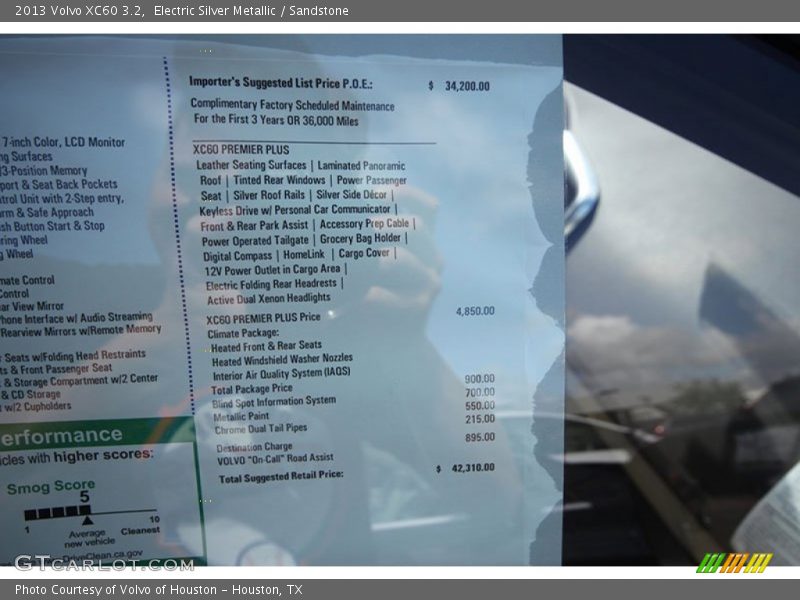 2013 Volvo XC60 3.2, Electric Silver Metallic / Sandstone
7-inch Color, LCD Monitor
Surfaces
3-Position Memory
& Seat Back Pockets
Unit with 2-Step entry,
& Safe Approach
Button Start & Stop
Wheel
Wheel
Control
Control
View Mirror
Interface w/ Audio Streaming
Rearview Mirrors w/Remote Memory
Seats w/Folding Head Restraints
& Front Passenger Seat
& Storage Compartment w/2 Center
& CD Storage
w/2 Cupholders
erformance
icles with higher scores:
Smog Score
5
1
10
Average
new vehicle
Cleanest
DriveClean.ca.gov
Importer's Suggested List Price P.O.E.: $ 34,200.00
Complimentary Factory Scheduled Maintenance
For the First 3 Years OR 36,000 Miles
XC60 PREMIER PLUS
Leather Seating Surfaces | Laminated Panoramic
Roof | Tinted Rear Windows | Power Passenger
Seat | Silver Roof Rails | Silver Side Décor |
Keyless Drive w/ Personal Car Communicator |
Front & Rear Park Assist | Accessory Prep Cable |
Power Operated Tailgate | Grocery Bag Holder |
Digital Compass | HomeLink | Cargo Cover |
12V Power Outlet in Cargo Area |
Electric Folding Rear Headrests |
Active Dual Xenon Headlights
XC60 PREMIER PLUS Price 4,850.00
Climate Package:
Heated Front & Rear Seats
Heated Windshield Washer Nozzles
Interior Air Quality System (IAQS)
Total Package Price 900.00
Blind Spot Information System 700.00
Metallic Paint 550.00
Chrome Dual Tail Pipes 215.00
Destination Charge 895.00
VOLVO "On-Call" Road Assist
Total Suggested Retail Price: $ 42,310.00
GTCARLOT.COM
Photo Courtesy of Volvo of Houston - Houston, TX